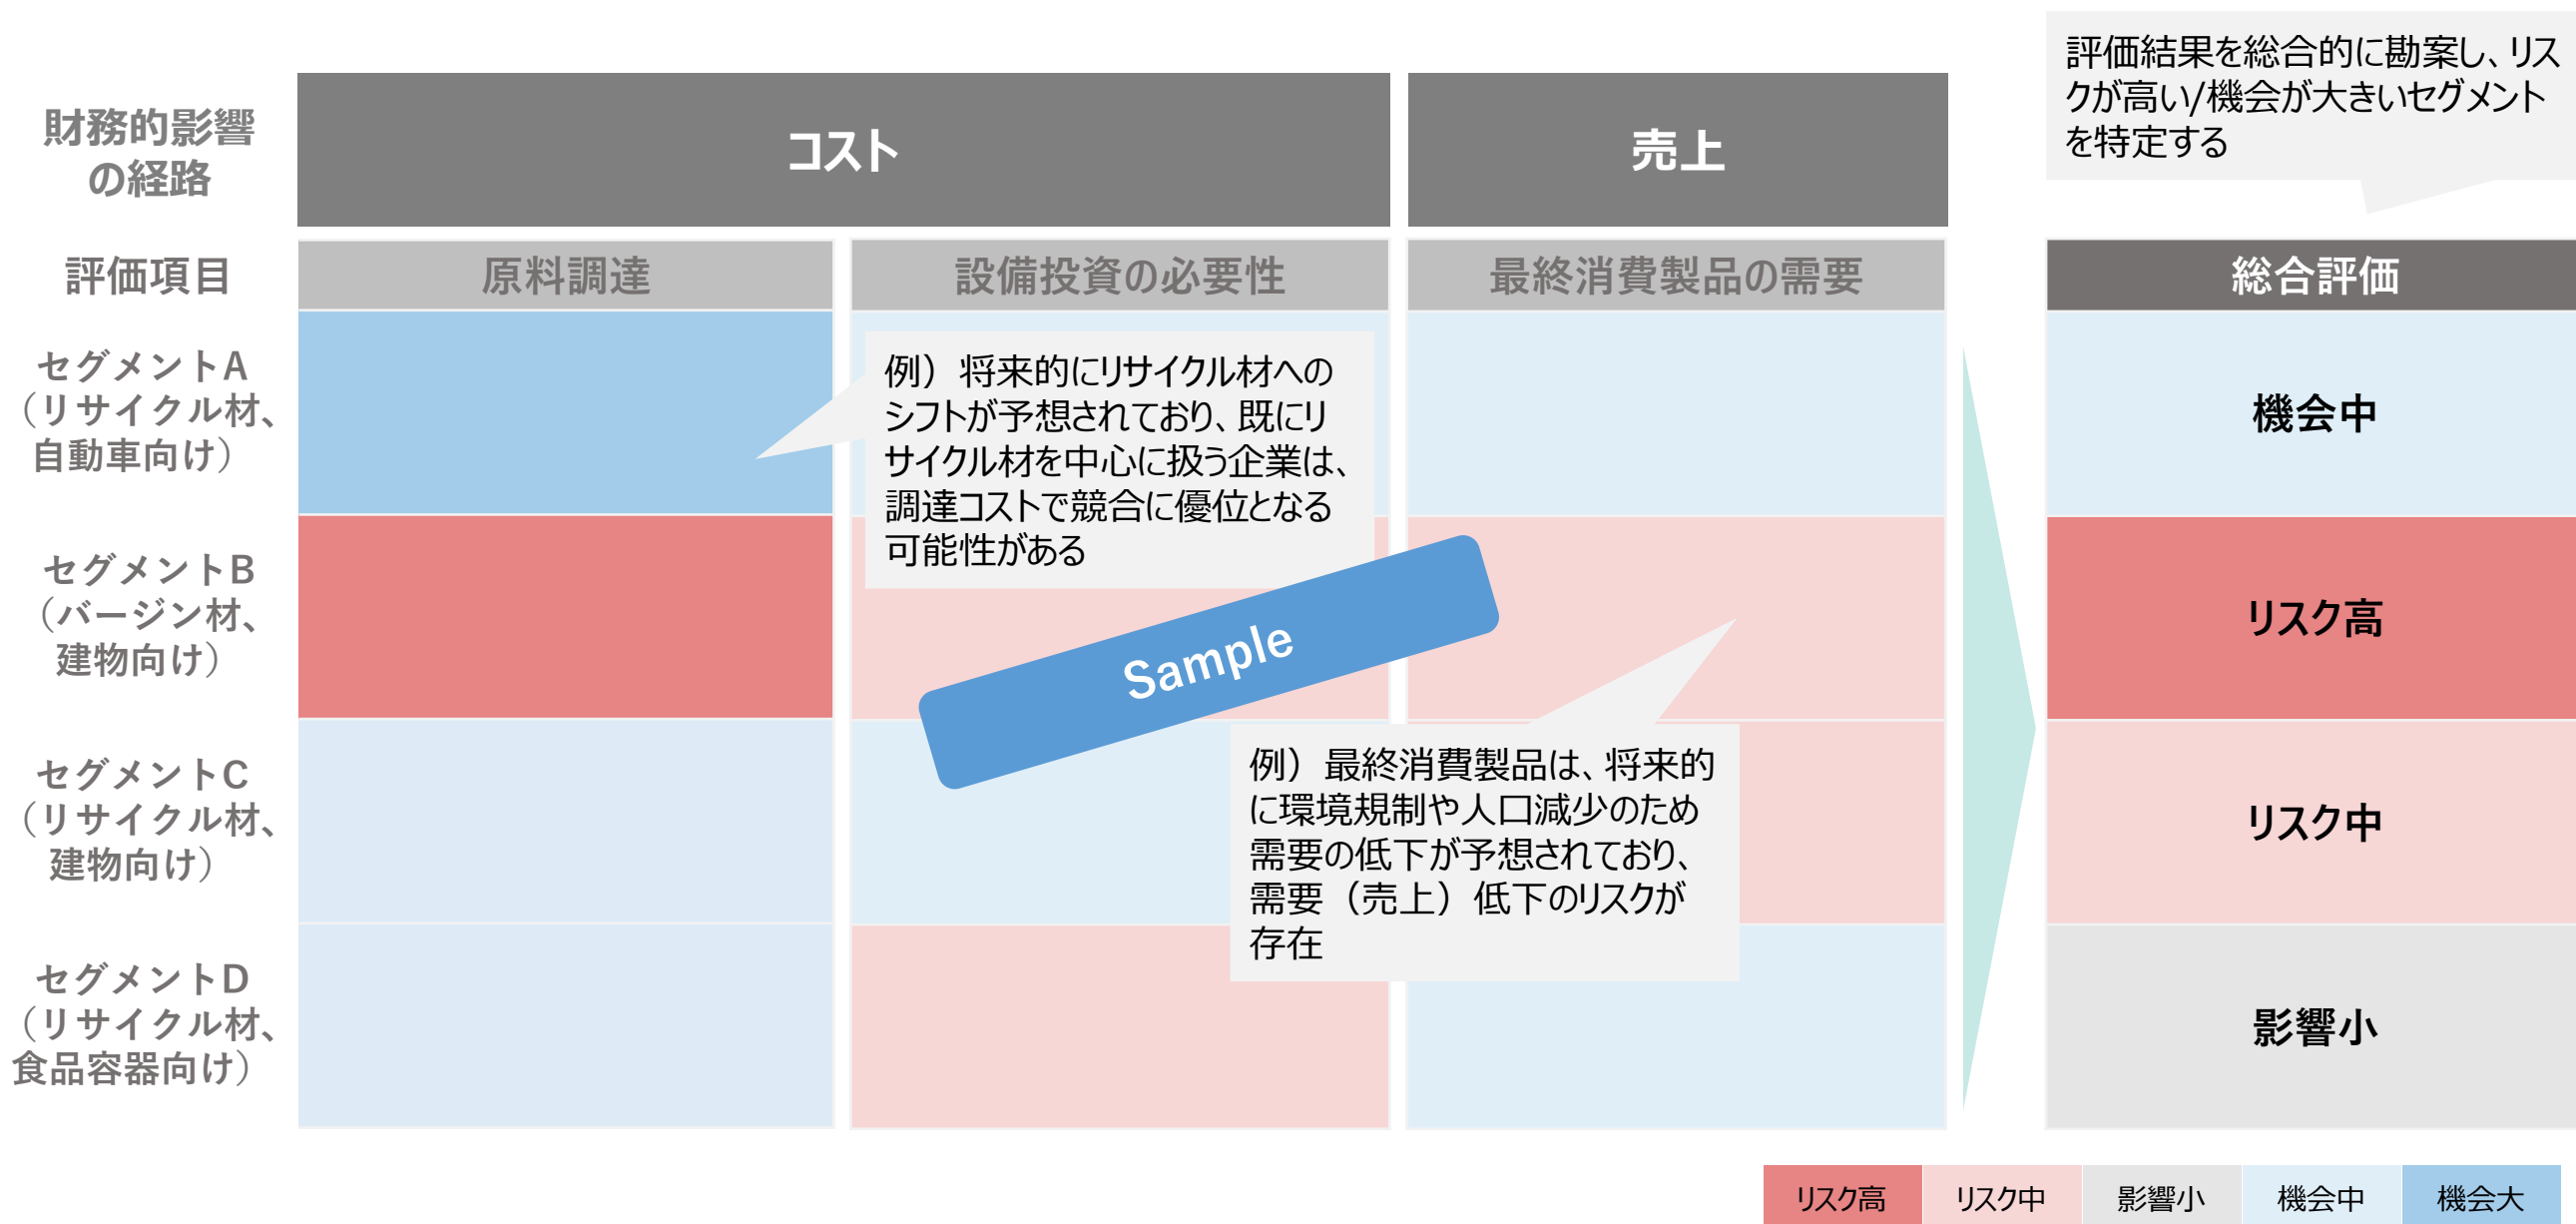 評価結果を総合的に勘案し、リス
クが高い/機会が大きいセグメント
を特定する
財務的影響
の経路
コスト
売上
評価項目
原料調達
設備投資の必要性
最終消費製品の需要
総合評価
セグメントA
（リサイクル材、
自動車向け）
例）将来的にリサイクル材への
シフトが予想されており、既にリ
サイクル材を中心に扱う企業は、
調達コストで競合に優位となる
可能性がある
機会中
セグメントB
（バージン材、
建物向け）
Sample
リスク高
セグメントC
（リサイクル材、
建物向け）
例）最終消費製品は、将来的
に環境規制や人口減少のため
需要の低下が予想されており、
需要（売上）低下のリスクが
存在
リスク中
セグメントD
（リサイクル材、
食品容器向け）
影響小
リスク高
リスク中
影響小
機会中
機会大